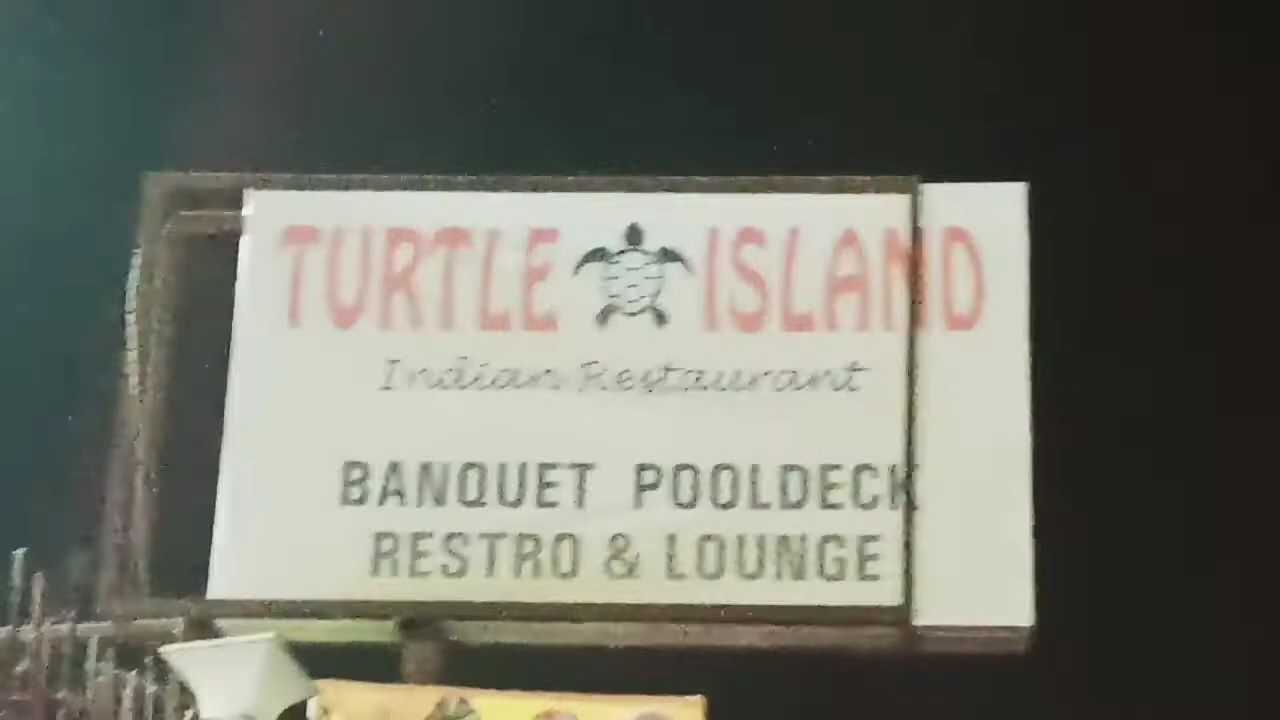 TURTLE ISLAND
Indian Restaurant
BANQUET POOLDECK
RESTRO & LOUNGE